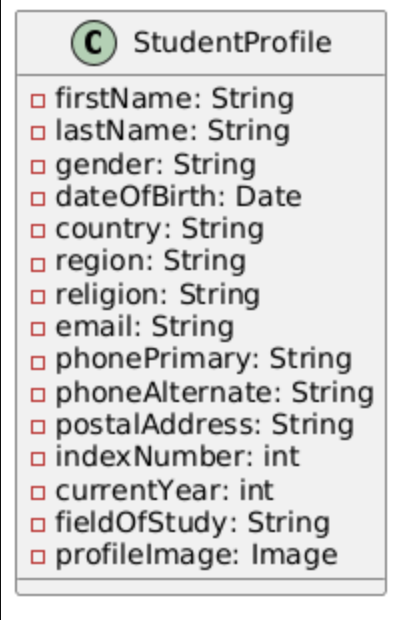 C StudentProfile
firstName: String
lastName: String
gender: String
dateOfBirth: Date
country: String
region: String
religion: String
email: String
phonePrimary: String
phoneAlternate: String
postalAddress: String
indexNumber: int
currentYear: int
fieldOfStudy: String
profileImage: Image